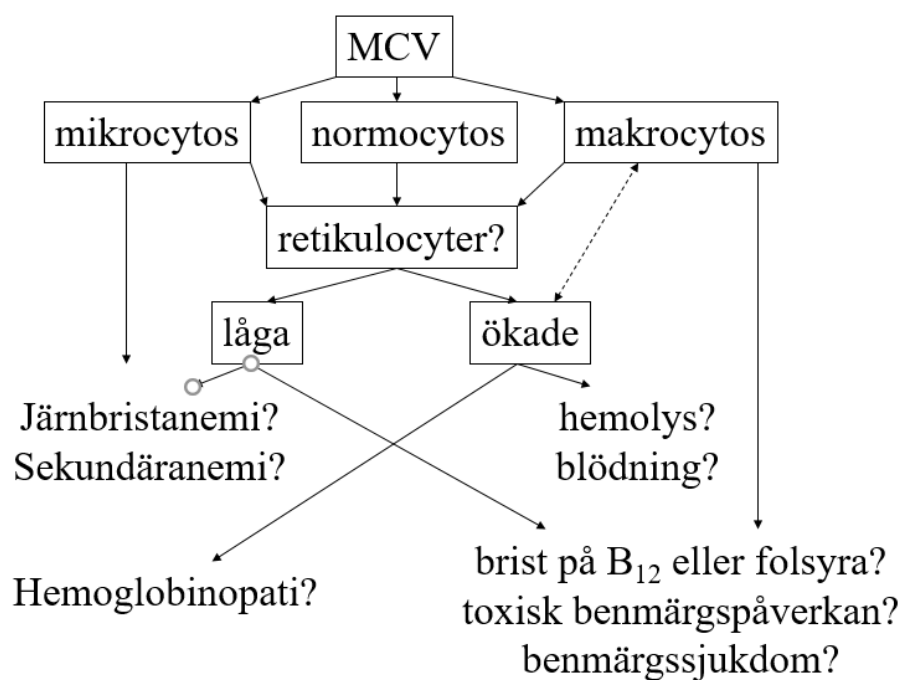 MCV
mikrocytos
normocytos
makrocytos
retikulocyter?
låga
ökade
Järnbristanemi?
Sekundäranemi?
hemolys?
blödning?
Hemoglobinopati?
brist på B₁₂ eller folsyra?
toxisk benmärgspåverkan?
benmärgssjukdom?